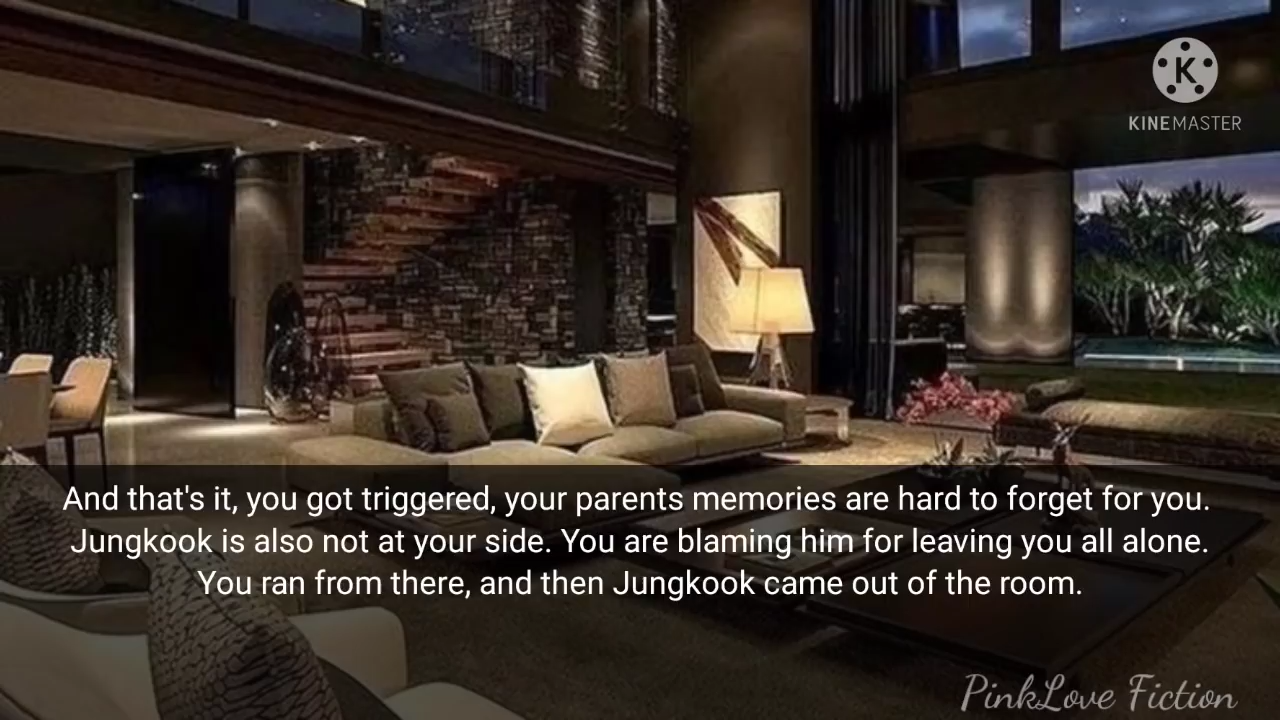 K
KINEMASTER
And that's it, you got triggered, your parents memories are hard to forget for you.
Jungkook is also not at your side. You are blaming him for leaving you all alone.
You ran from there, and then Jungkook came out of the room.
PinkLove Fiction